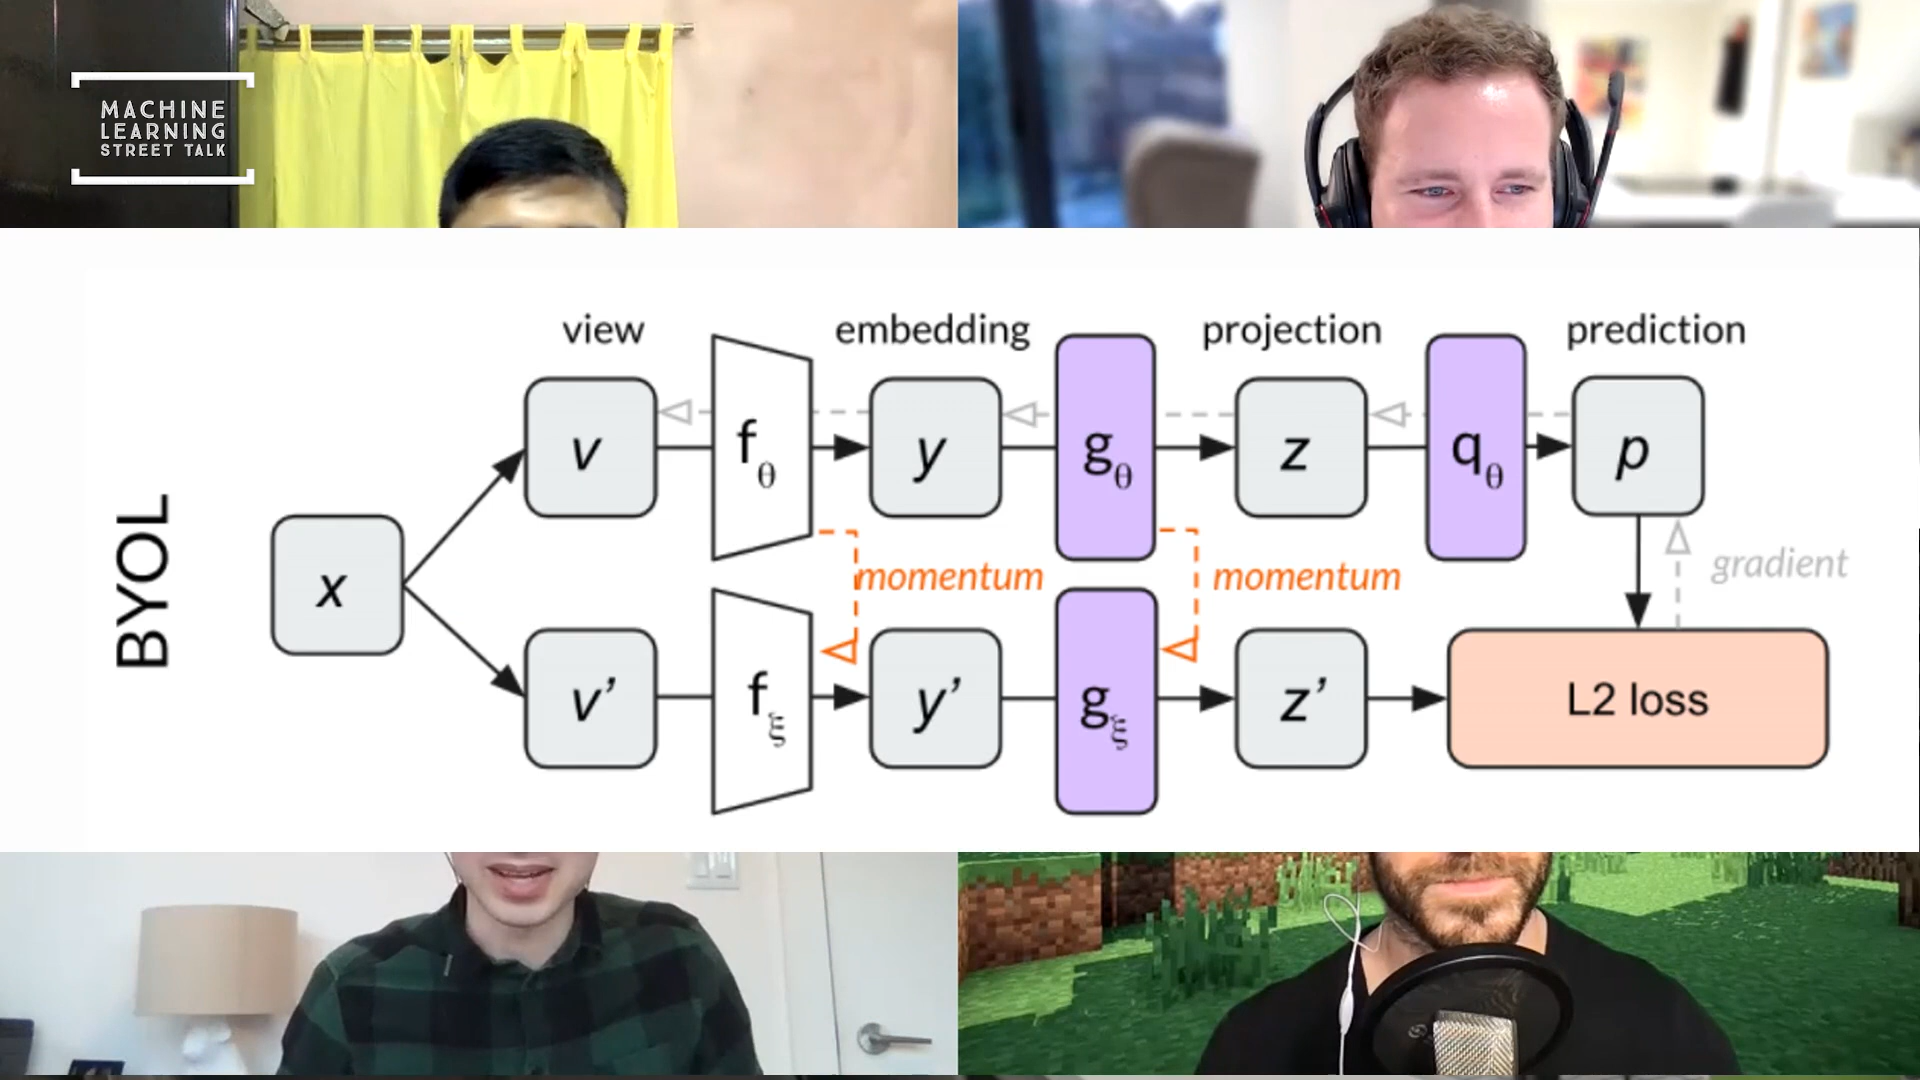 MACHINE
LEARNING
STREET TALK
view
embedding
projection
prediction
v
fθ
y
gθ
z
qθ
p
BYOL
x
momentum
momentum
gradient
v’
fξ
y’
gξ
z’
L2 loss